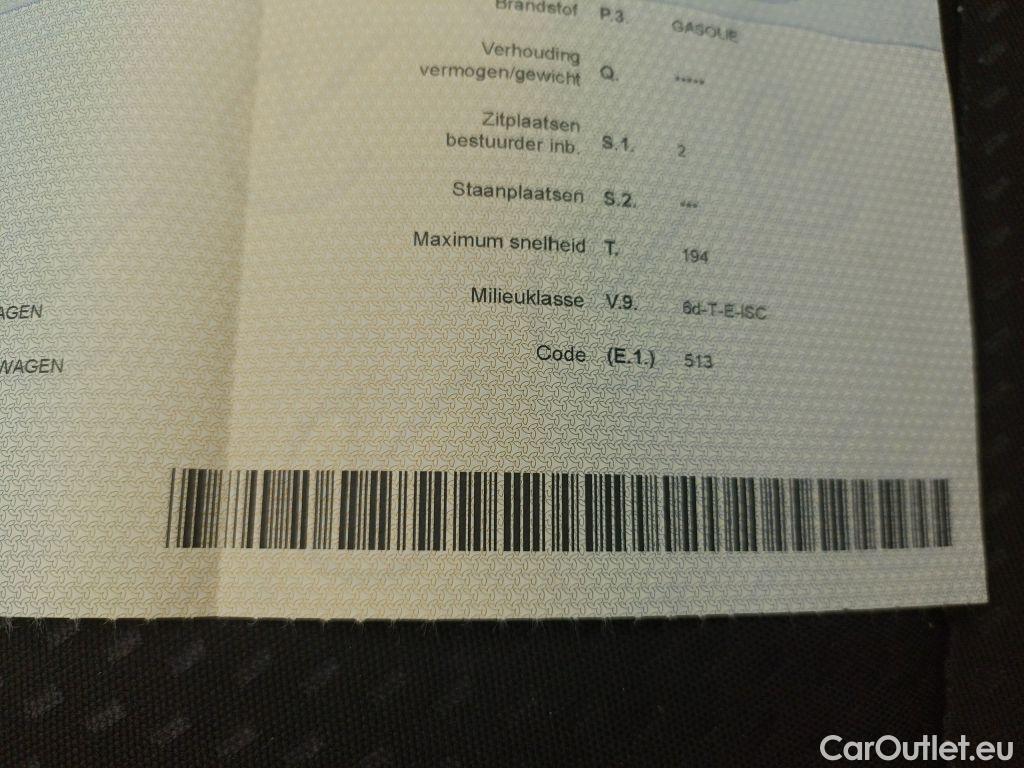 Brandstof P.3. GASOLIE
Verhouding
vermogen/gewicht Q. *****
Zitplaatsen
bestuurder inb. S.1. 2
Staanplaatsen S.2. ***
Maximum snelheid T. 194
Milieuklasse V.9. 6d-T-E-ISC
AGEN
WAGEN
Code (E.1.) 513
CarOutlet.eu